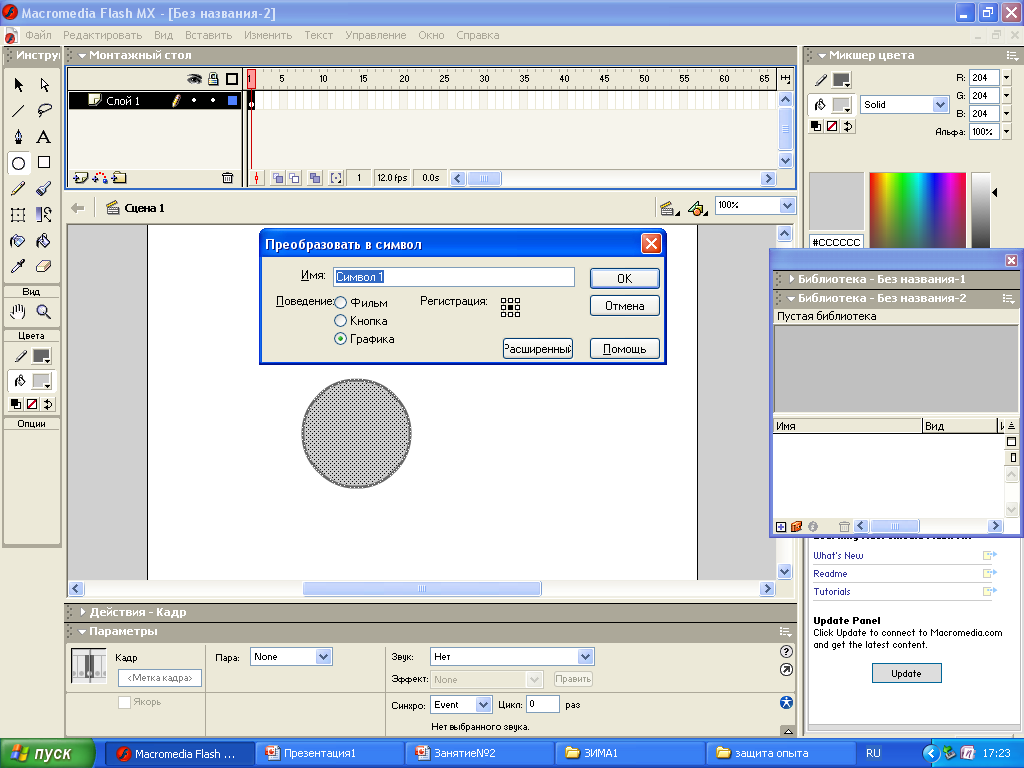 Macromedia Flash MX - [Без названия-2]
Файл Редактировать Вид Вставить Изменить Текст Управление Окно Справка
Инстру
Монтажный стол
Микшер цвета
1 5 10 15 20 25 30 35 40 45 50 55 60 65
Слой 1
1 12.0 fps 0.0s
R: 204
G: 204
B: 204
Альфа: 100%
Solid
#CCCCCC
Сцена 1
100%
Вид
Цвета
Опции
Преобразовать в символ
Имя: Символ 1
OK
Поведение:
Фильм
Кнопка
Графика
Регистрация:
Отмена
Расширенный
Помощь
Библиотека - Без названия-1
Библиотека - Без названия-2
Пустая библиотека
Имя Вид
What's New
Readme
Tutorials
Update Panel
Click Update to connect to Macromedia.com
and get the latest content.
Update
Действия - Кадр
Параметры
Кадр
<Метка кадра>
Якорь
Пара: None
Звук: Нет
Эффект: None Править
Синхро: Event Цикл: 0 раз
Нет выбранного звука.
пуск
Macromedia Flash ...
Презентация1
Занятие№2
ЗИМА1
защита опыта
RU
17:23